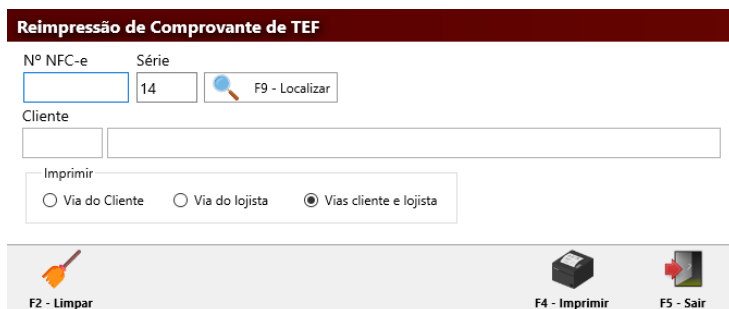 Reimpressão de Comprovante de TEF
Nº NFC-e Série
14 F9 - Localizar
Cliente
Imprimir
Via do Cliente Via do lojista Vias cliente e lojista
F2 - Limpar F4 - Imprimir F5 - Sair